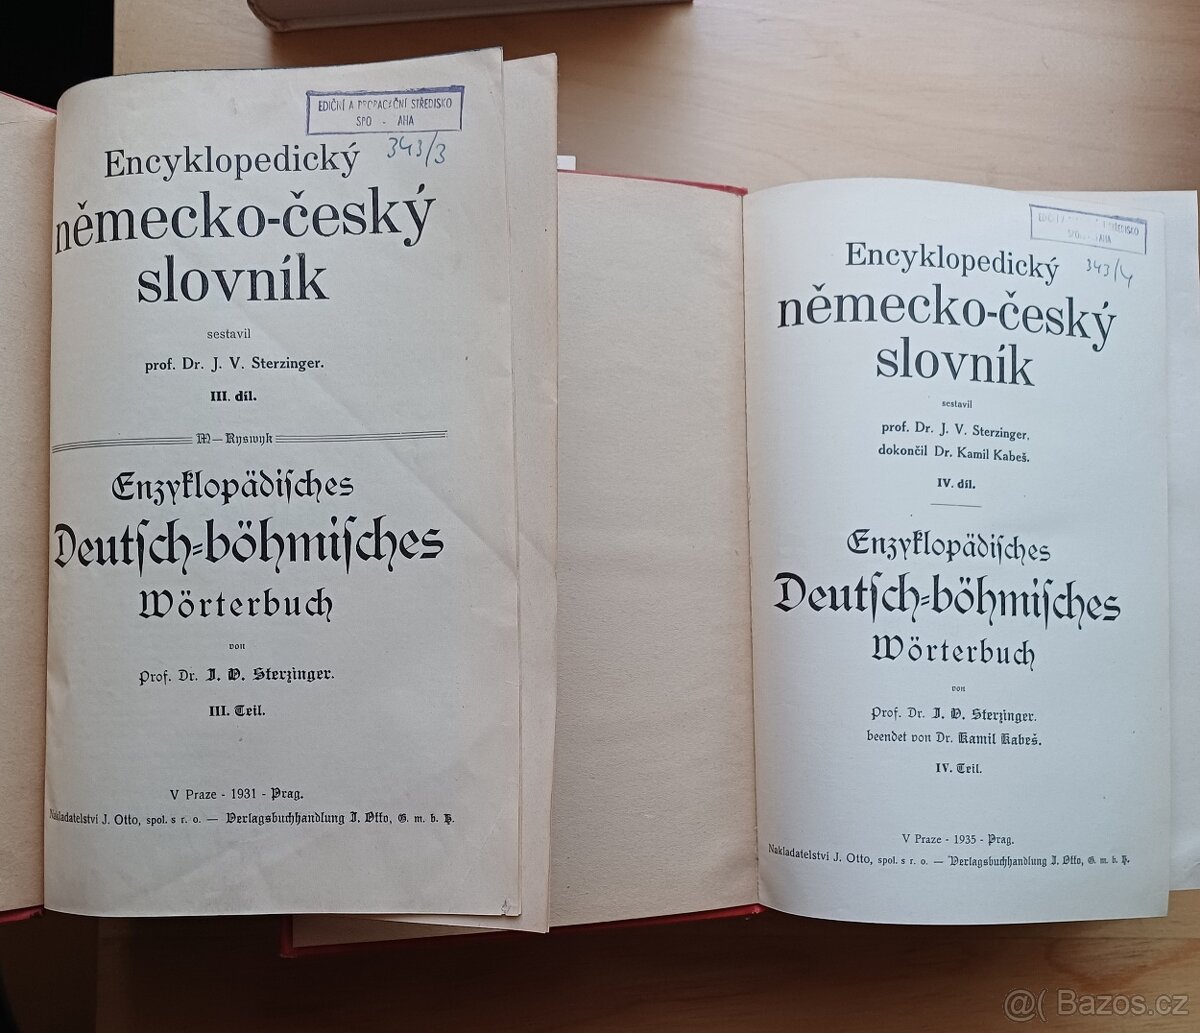 EDIČNÍ A PROPAGAČNÍ STŘEDISKO
SPO - AHA
343/3
Encyklopedický
německo-český
slovník
sestavil
prof. Dr. J. V. Sterzinger.
III. díl.
M—Ryswyk
Enzyklopädiſches
Deutſch-böhmiſches
Wörterbuch
von
Prof. Dr. J. V. Sterzinger.
III. Teil.
V Praze - 1931 - Prag.
Nakladatelství J. Otto, spol. s r. o. — Verlagsbuchhandlung J. Otto, G. m. b. H.
STŘEDISKO
AHA
343/4
Encyklopedický
německo-český
slovník
sestavil
prof. Dr. J. V. Sterzinger,
dokončil Dr. Kamil Kabeš.
IV. díl.
Enzyklopädiſches
Deutſch-böhmiſches
Wörterbuch
von
Prof. Dr. J. V. Sterzinger.
beendet von Dr. Kamil Kabeš.
IV. Teil.
V Praze - 1935 - Prag.
Nakladatelství J. Otto, spol. s r. o. — Verlagsbuchhandlung J. Otto, G. m. b. H.
@( Bazos.cz